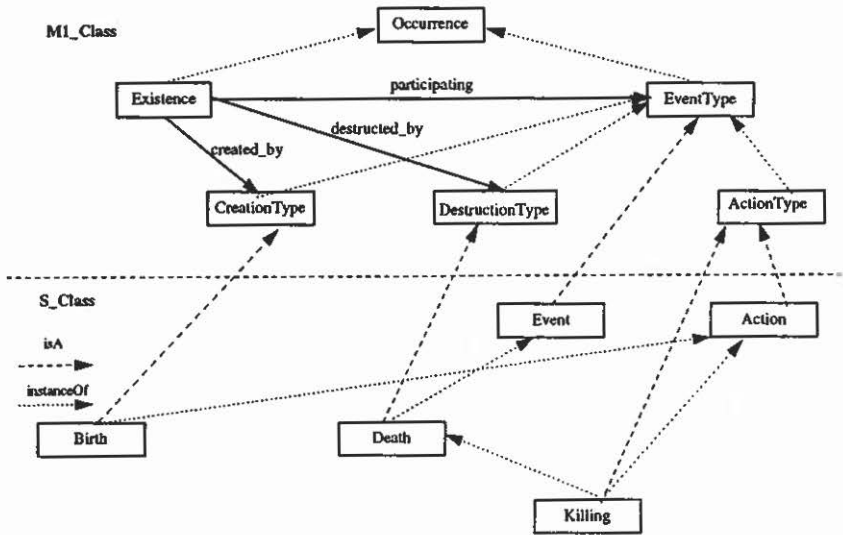 M1_Class
Occurrence
Existence
participating
EventType
destructed_by
created_by
CreationType
DestructionType
ActionType
S_Class
Event
Action
isA
instanceOf
Birth
Death
Killing